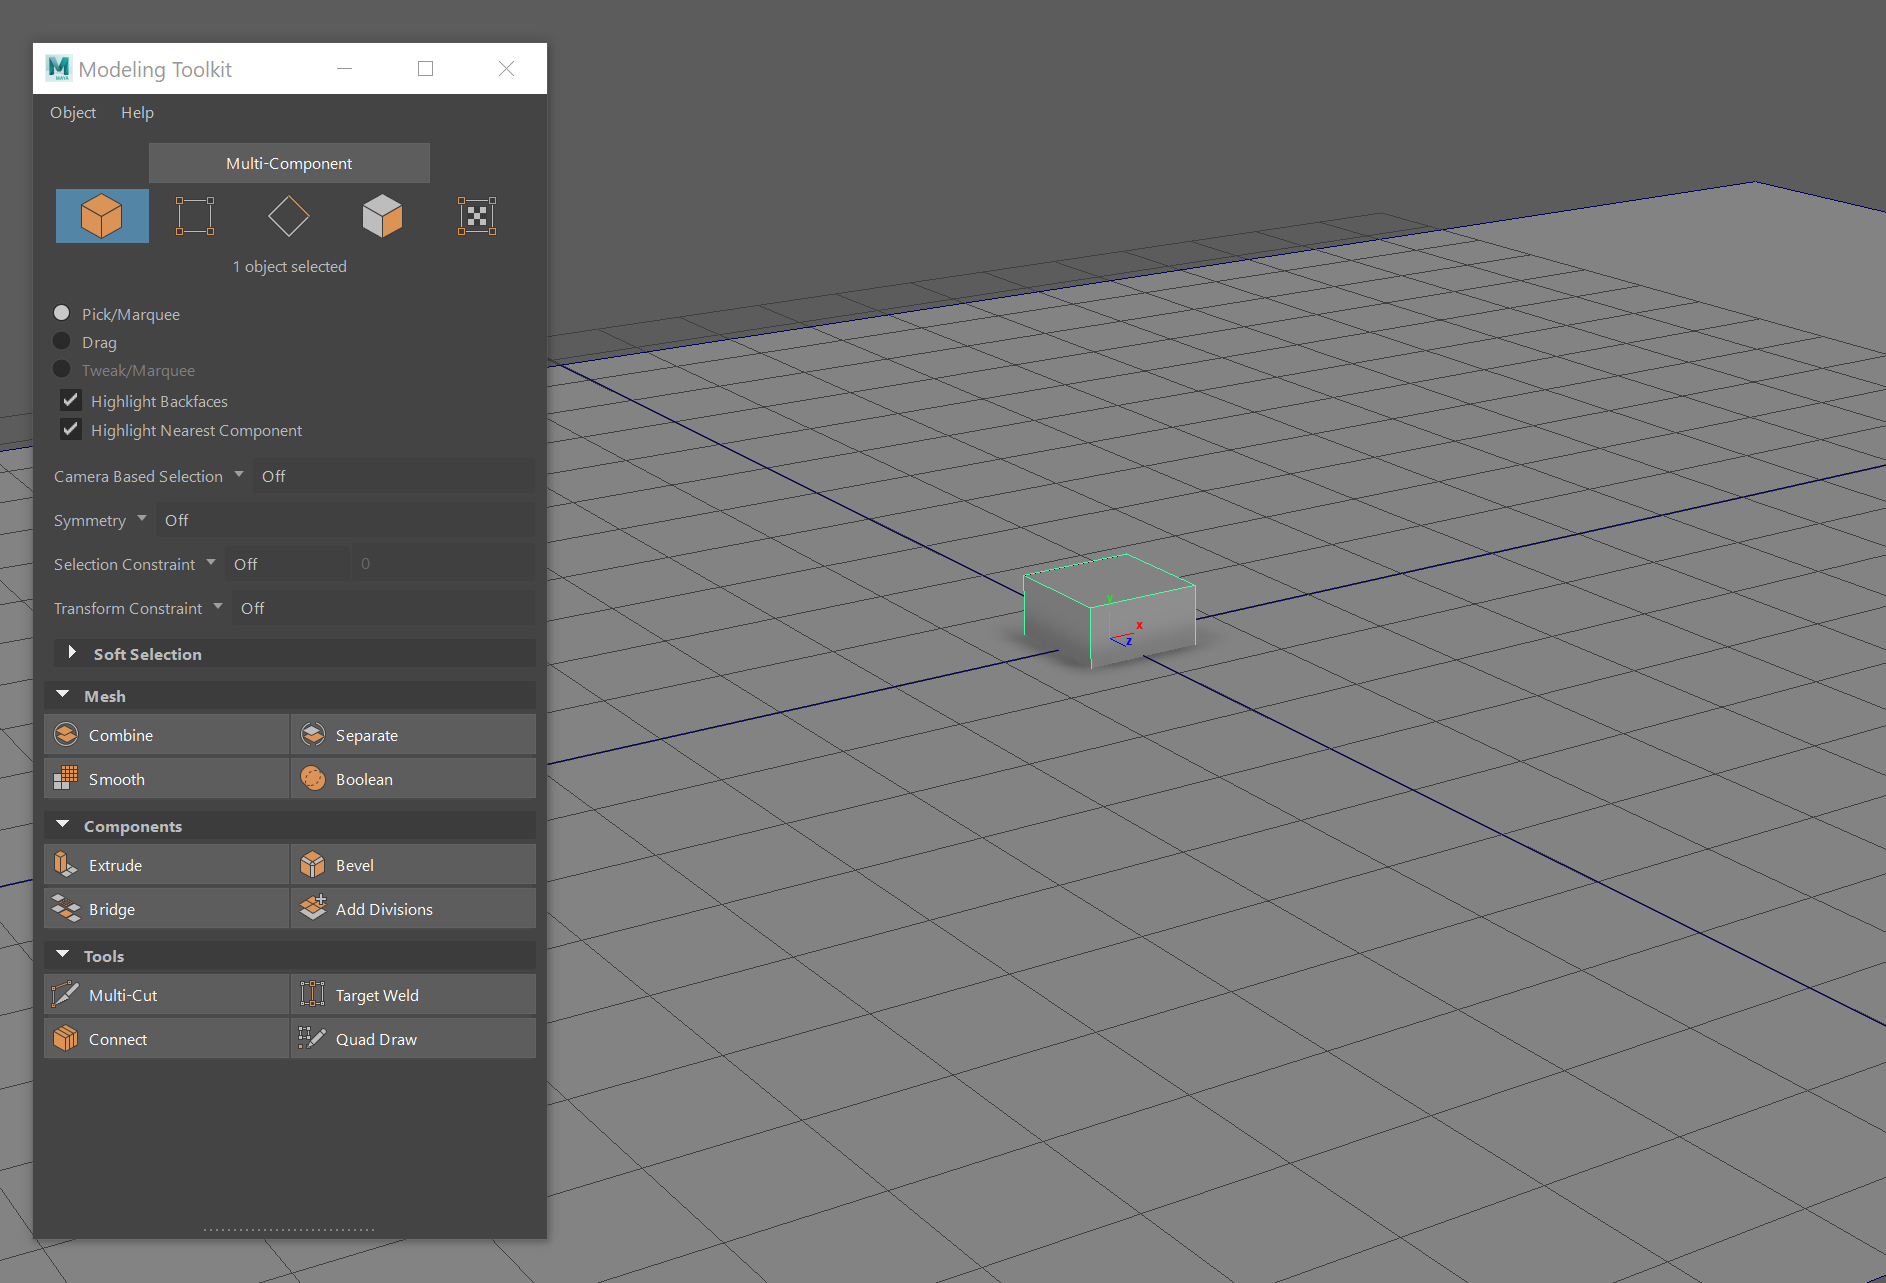 Modeling Toolkit
Object Help
Multi-Component
1 object selected
Pick/Marquee
Drag
Tweak/Marquee
Highlight Backfaces
Highlight Nearest Component
Camera Based Selection Off
Symmetry Off
Selection Constraint Off 0
Transform Constraint Off
Soft Selection
Mesh
Combine Separate
Smooth Boolean
Components
Extrude Bevel
Bridge Add Divisions
Tools
Multi-Cut Target Weld
Connect Quad Draw
y
x
z